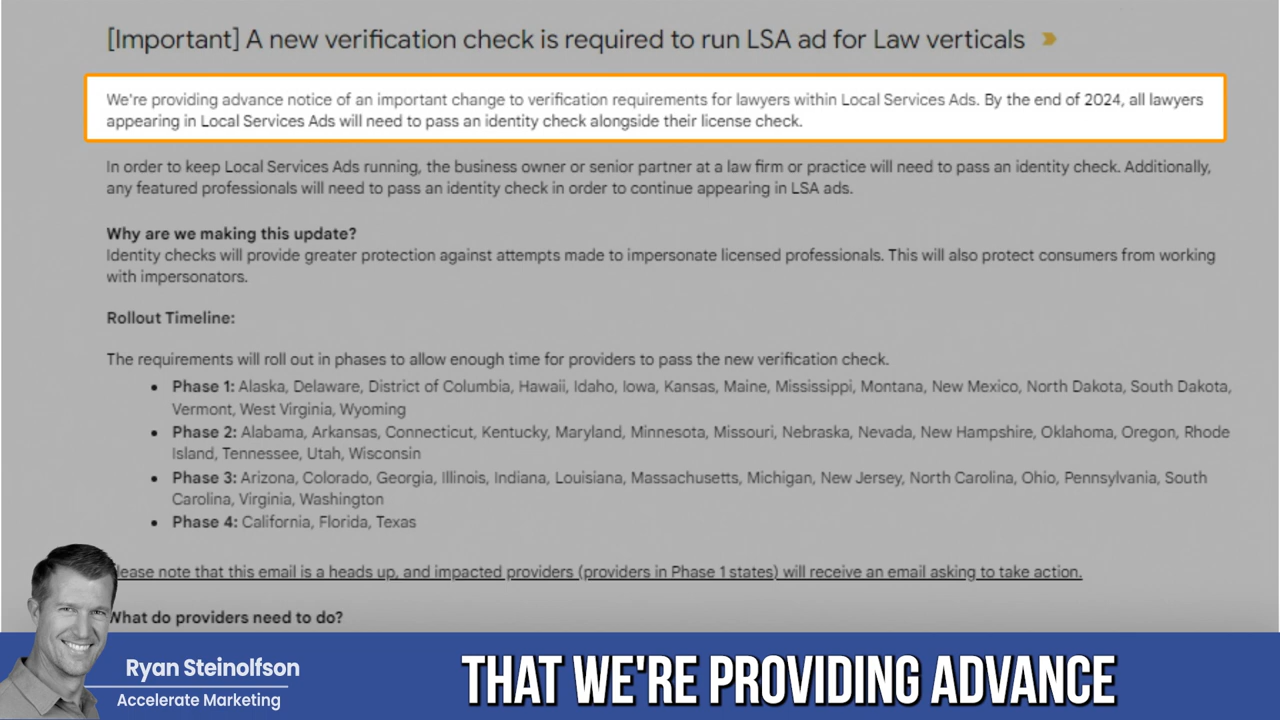 [Important] A new verification check is required to run LSA ad for Law verticals
We're providing advance notice of an important change to verification requirements for lawyers within Local Services Ads. By the end of 2024, all lawyers
appearing in Local Services Ads will need to pass an identity check alongside their license check.
In order to keep Local Services Ads running, the business owner or senior partner at a law firm or practice will need to pass an identity check. Additionally,
any featured professionals will need to pass an identity check in order to continue appearing in LSA ads.
Why are we making this update?
Identity checks will provide greater protection against attempts made to impersonate licensed professionals. This will also protect consumers from working
with impersonators.
Rollout Timeline:
The requirements will roll out in phases to allow enough time for providers to pass the new verification check.
• Phase 1: Alaska, Delaware, District of Columbia, Hawaii, Idaho, Iowa, Kansas, Maine, Mississippi, Montana, New Mexico, North Dakota, South Dakota,
Vermont, West Virginia, Wyoming
• Phase 2: Alabama, Arkansas, Connecticut, Kentucky, Maryland, Minnesota, Missouri, Nebraska, Nevada, New Hampshire, Oklahoma, Oregon, Rhode
Island, Tennessee, Utah, Wisconsin
• Phase 3: Arizona, Colorado, Georgia, Illinois, Indiana, Louisiana, Massachusetts, Michigan, New Jersey, North Carolina, Ohio, Pennsylvania, South
Carolina, Virginia, Washington
• Phase 4: California, Florida, Texas
lease note that this email is a heads up, and impacted providers (providers in Phase 1 states) will receive an email asking to take action.
What do providers need to do?
Ryan Steinolfson
Accelerate Marketing
THAT WE'RE PROVIDING ADVANCE